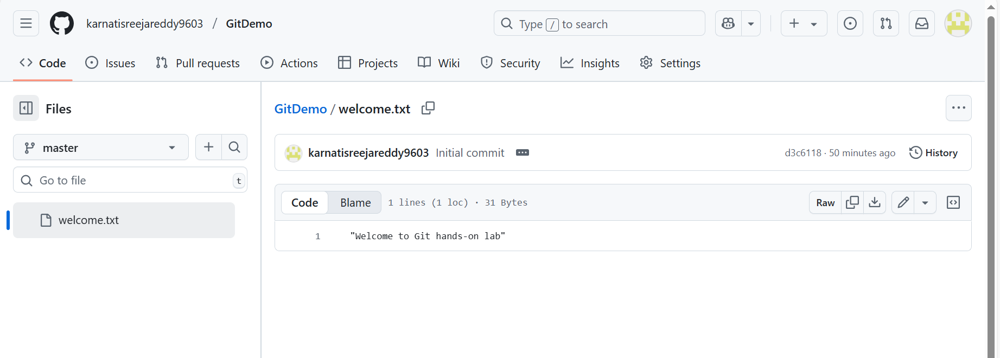 karnatisreejareddy9603 / GitDemo
Type / to search
Code Issues Pull requests Actions Projects Wiki Security Insights Settings
Files
GitDemo / welcome.txt
master
karnatisreejareddy9603 Initial commit
d3c6118 · 50 minutes ago History
Go to file t
Code Blame 1 lines (1 loc) · 31 Bytes Raw
welcome.txt
1 "Welcome to Git hands-on lab"